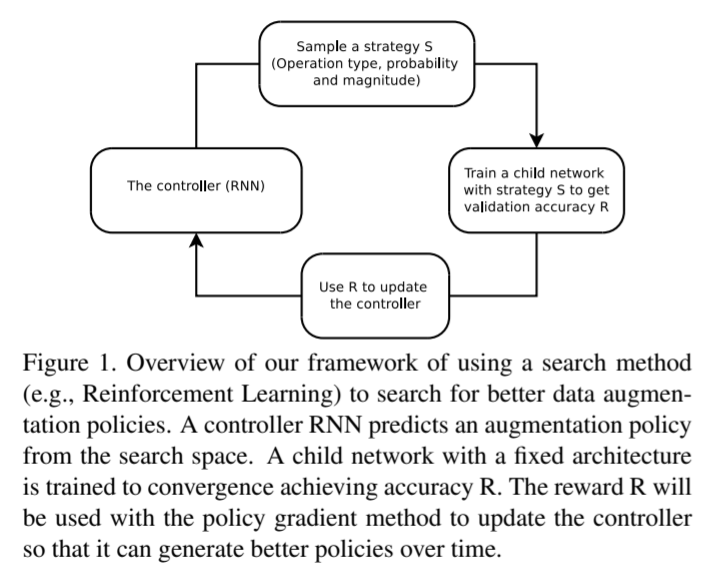 Sample a strategy S
(Operation type, probability
and magnitude)
The controller (RNN)
Train a child network
with strategy S to get
validation accuracy R
Use R to update
the controller
Figure 1. Overview of our framework of using a search method
(e.g., Reinforcement Learning) to search for better data augmen-
tation policies. A controller RNN predicts an augmentation policy
from the search space. A child network with a fixed architecture
is trained to convergence achieving accuracy R. The reward R will
be used with the policy gradient method to update the controller
so that it can generate better policies over time.